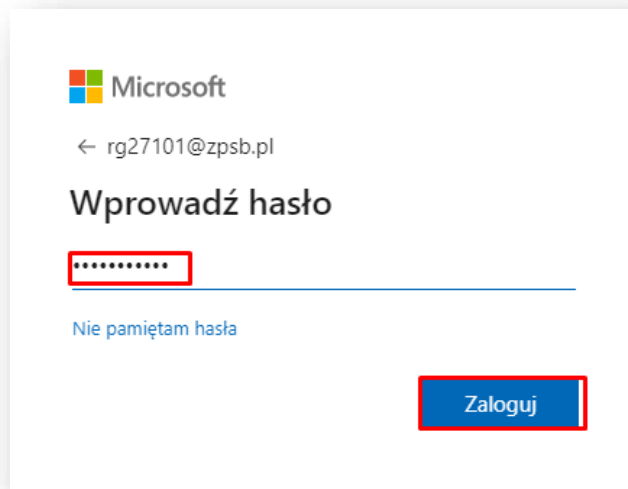 Microsoft
← rg27101@zpsb.pl
Wprowadź hasło
•••••••••••
Nie pamiętam hasła
Zaloguj